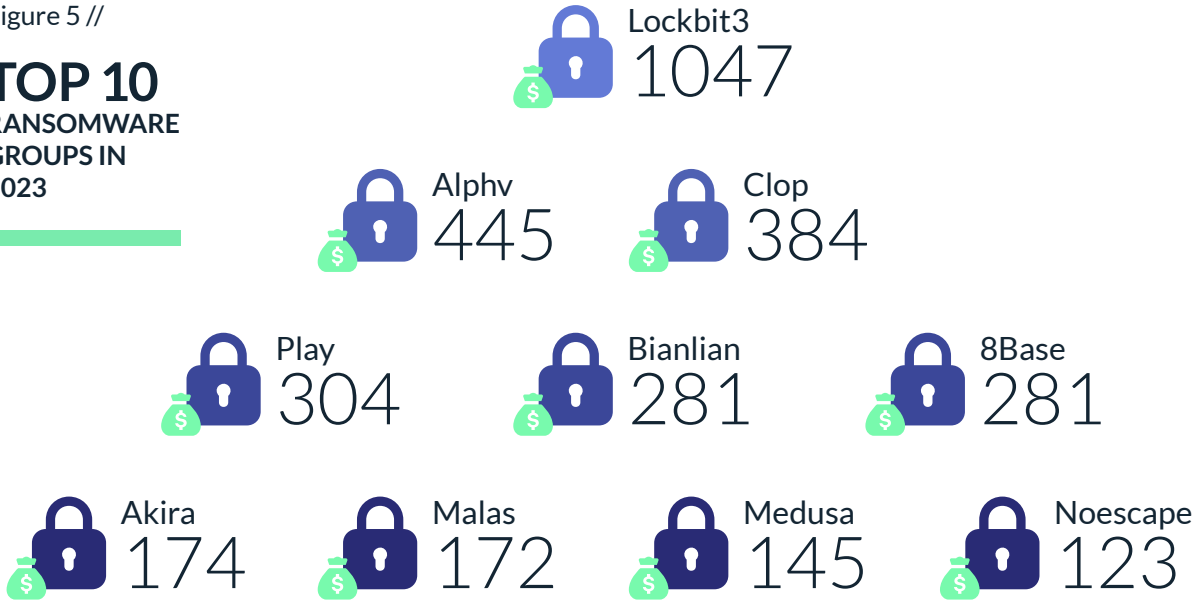 igure 5 //
TOP 10
RANSOMWARE
GROUPS IN
023
Lockbit3
1047
Alphv
445
Clop
384
Play
304
Bianlian
281
8Base
281
Akira
174
Malas
172
Medusa
145
Noescape
123